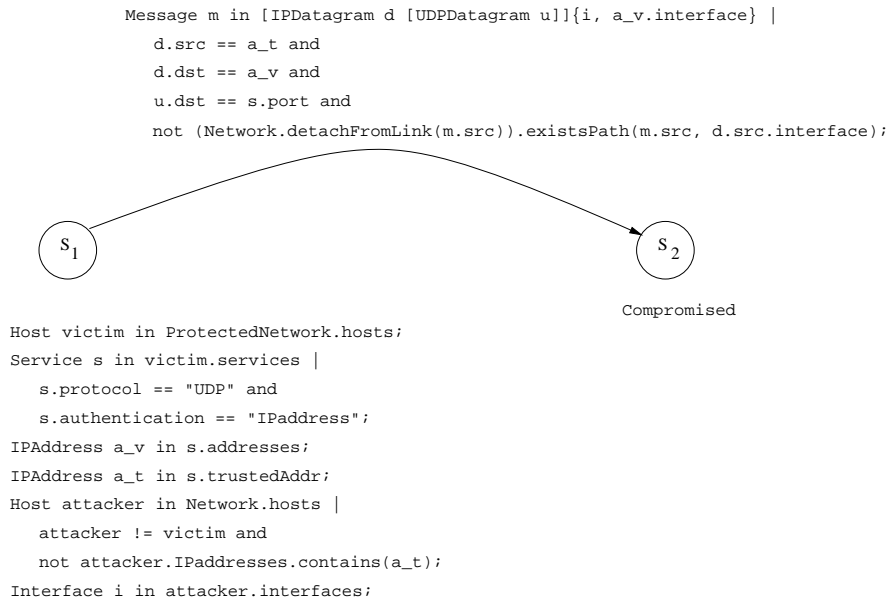 Message m in [IPDatagram d [UDPDatagram u]]{i, a_v.interface} |
d.src == a_t and
d.dst == a_v and
u.dst == s.port and
not (Network.detachFromLink(m.src)).existsPath(m.src, d.src.interface);
S1
S2
Compromised
Host victim in ProtectedNetwork.hosts;
Service s in victim.services |
s.protocol == "UDP" and
s.authentication == "IPaddress";
IPAddress a_v in s.addresses;
IPAddress a_t in s.trustedAddr;
Host attacker in Network.hosts |
attacker != victim and
not attacker.IPaddresses.contains(a_t);
Interface i in attacker.interfaces;